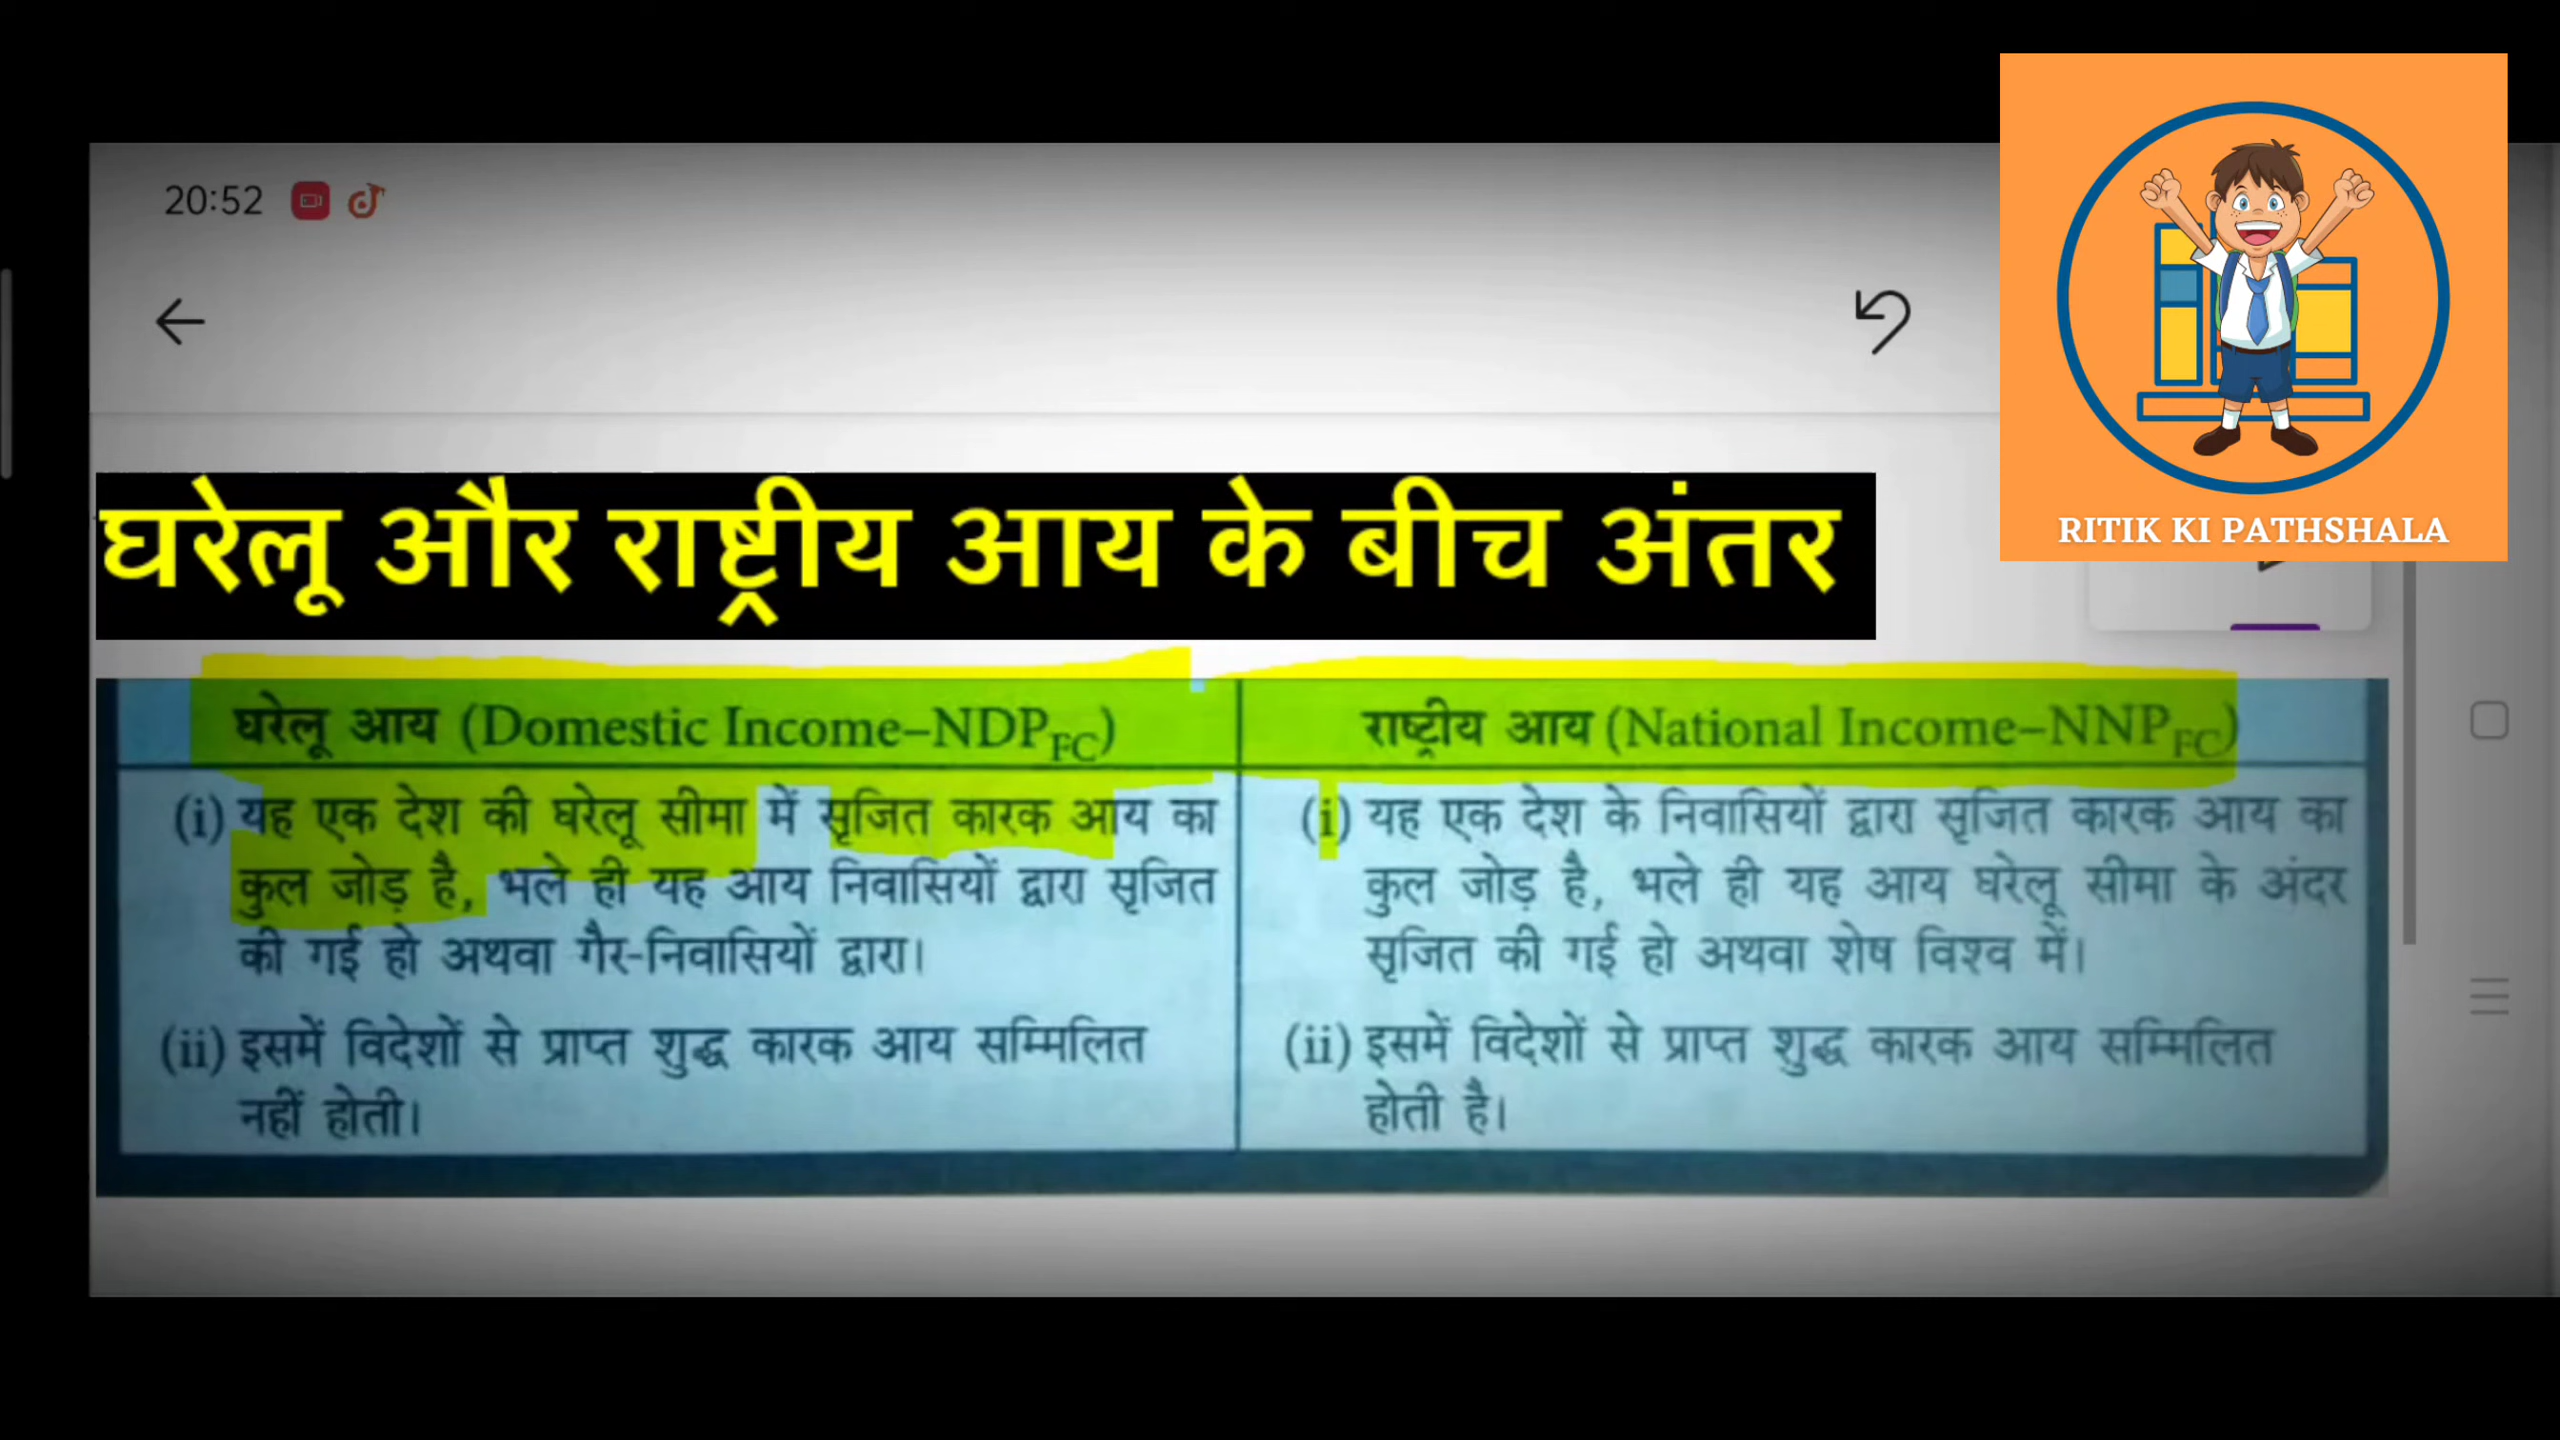 20:52
RITIK KI PATHSHALA
घरेलू और राष्ट्रीय आय के बीच अंतर
घरेलू आय (Domestic Income–NDPFC)
(i) यह एक देश की घरेलू सीमा में सृजित कारक आय का
कुल जोड़ है, भले ही यह आय निवासियों द्वारा सृजित
की गई हो अथवा गैर-निवासियों द्वारा।
(ii) इसमें विदेशों से प्राप्त शुद्ध कारक आय सम्मिलित
नहीं होती।
राष्ट्रीय आय (National Income–NNPFC)
(i) यह एक देश के निवासियों द्वारा सृजित कारक आय का
कुल जोड़ है, भले ही यह आय घरेलू सीमा के अंदर
सृजित की गई हो अथवा शेष विश्व में।
(ii) इसमें विदेशों से प्राप्त शुद्ध कारक आय सम्मिलित
होती है।